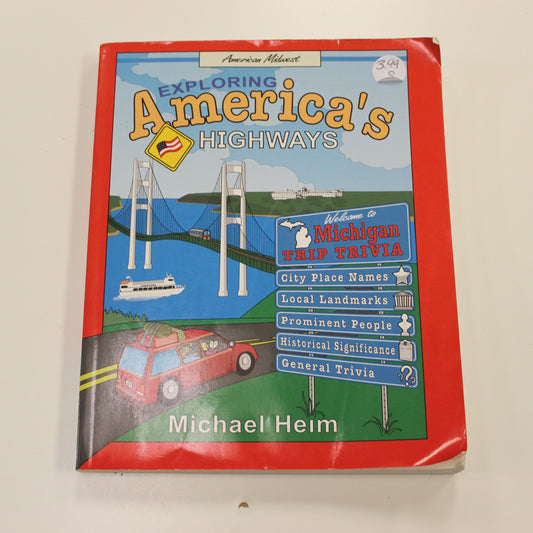 American Midwest
3.99
S
EXPLORING
America's
HIGHWAYS
Welcome to
Michigan
TRIP TRIVIA
City Place Names
Local Landmarks
Prominent People
Historical Significance
General Trivia
Michael Heim